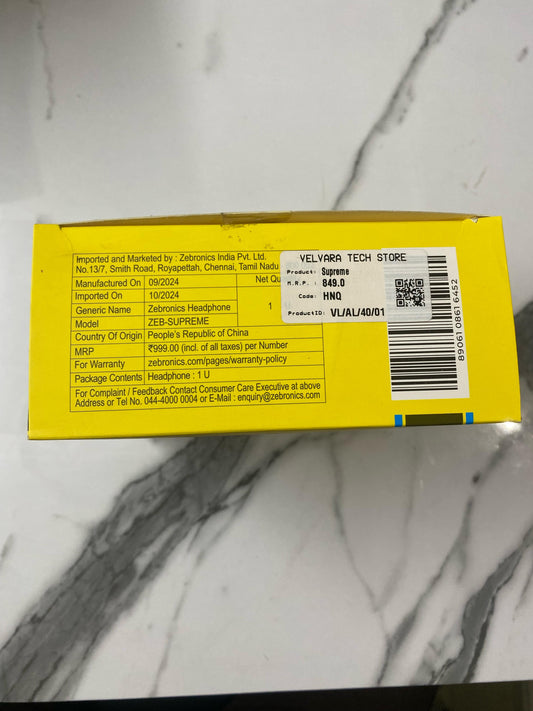 Imported and Marketed by : Zebronics India Pvt. Ltd.
No.13/7, Smith Road, Royapettah, Chennai, Tamil Nadu
Manufactured On 09/2024 Net Qu
Imported On 10/2024 1
Generic Name Zebronics Headphone
Model ZEB-SUPREME
Country Of Origin People's Republic of China
MRP ₹999.00 (incl. of all taxes) per Number
For Warranty zebronics.com/pages/warranty-policy
Package Contents Headphone : 1 U
For Complaint / Feedback Contact Consumer Care Executive at above
Address or Tel No. 044-4000 0004 or E-Mail : enquiry@zebronics.com
VELVARA TECH STORE
Product: Supreme
M.R.P. : 849.0
Code: HNQ
ProductID: VL/AL/40/01
8906108616452